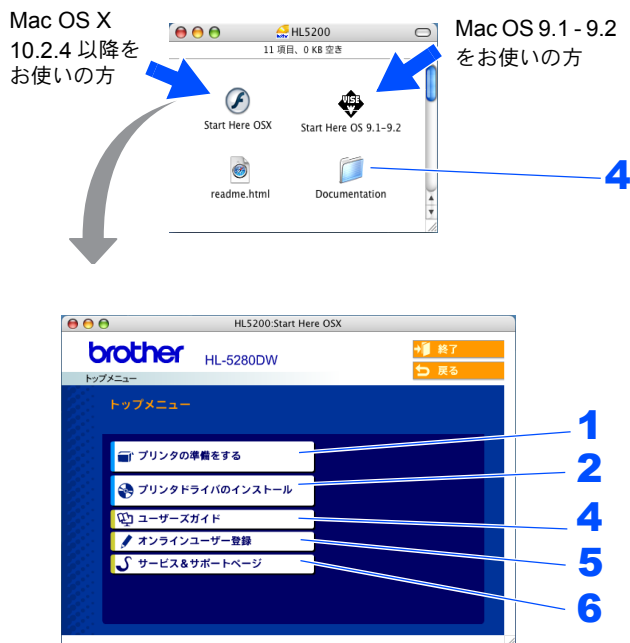 Mac OS X
10.2.4 以降を
お使いの方
HL5200
11 項目、0 KB 空き
Mac OS 9.1 - 9.2
をお使いの方
Start Here OSX
VISE
Start Here OS 9.1-9.2
readme.html
Documentation
4
HL5200:Start Here OSX
brother
HL-5280DW
終了
戻る
トップメニュー
トップメニュー
プリンタの準備をする
1
プリンタドライバのインストール
2
ユーザーズガイド
4
オンラインユーザー登録
5
サービス&サポートページ
6